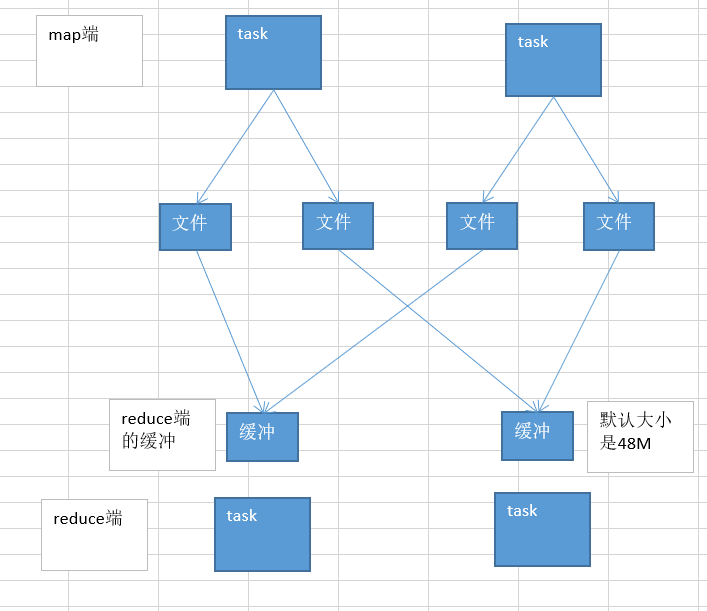 map端
task
task
文件
文件
文件
文件
reduce端
的缓冲
缓冲
缓冲
默认大小
是48M
reduce端
task
task